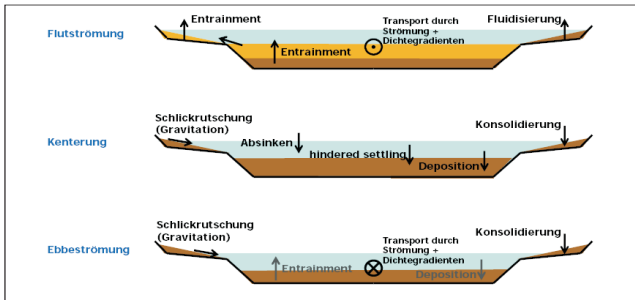 Flutströmung
Entrainment
Transport durch
Strömung +
Dichtegradienten
Fluidisierung
Entrainment
Kenterung
Schlickrutschung
(Gravitation)
Absinken
hindered settling
Deposition
Konsolidierung
Ebbeströmung
Schlickrutschung
(Gravitation)
Entrainment
Transport durch
Strömung +
Dichtegradienten
Deposition
Konsolidierung